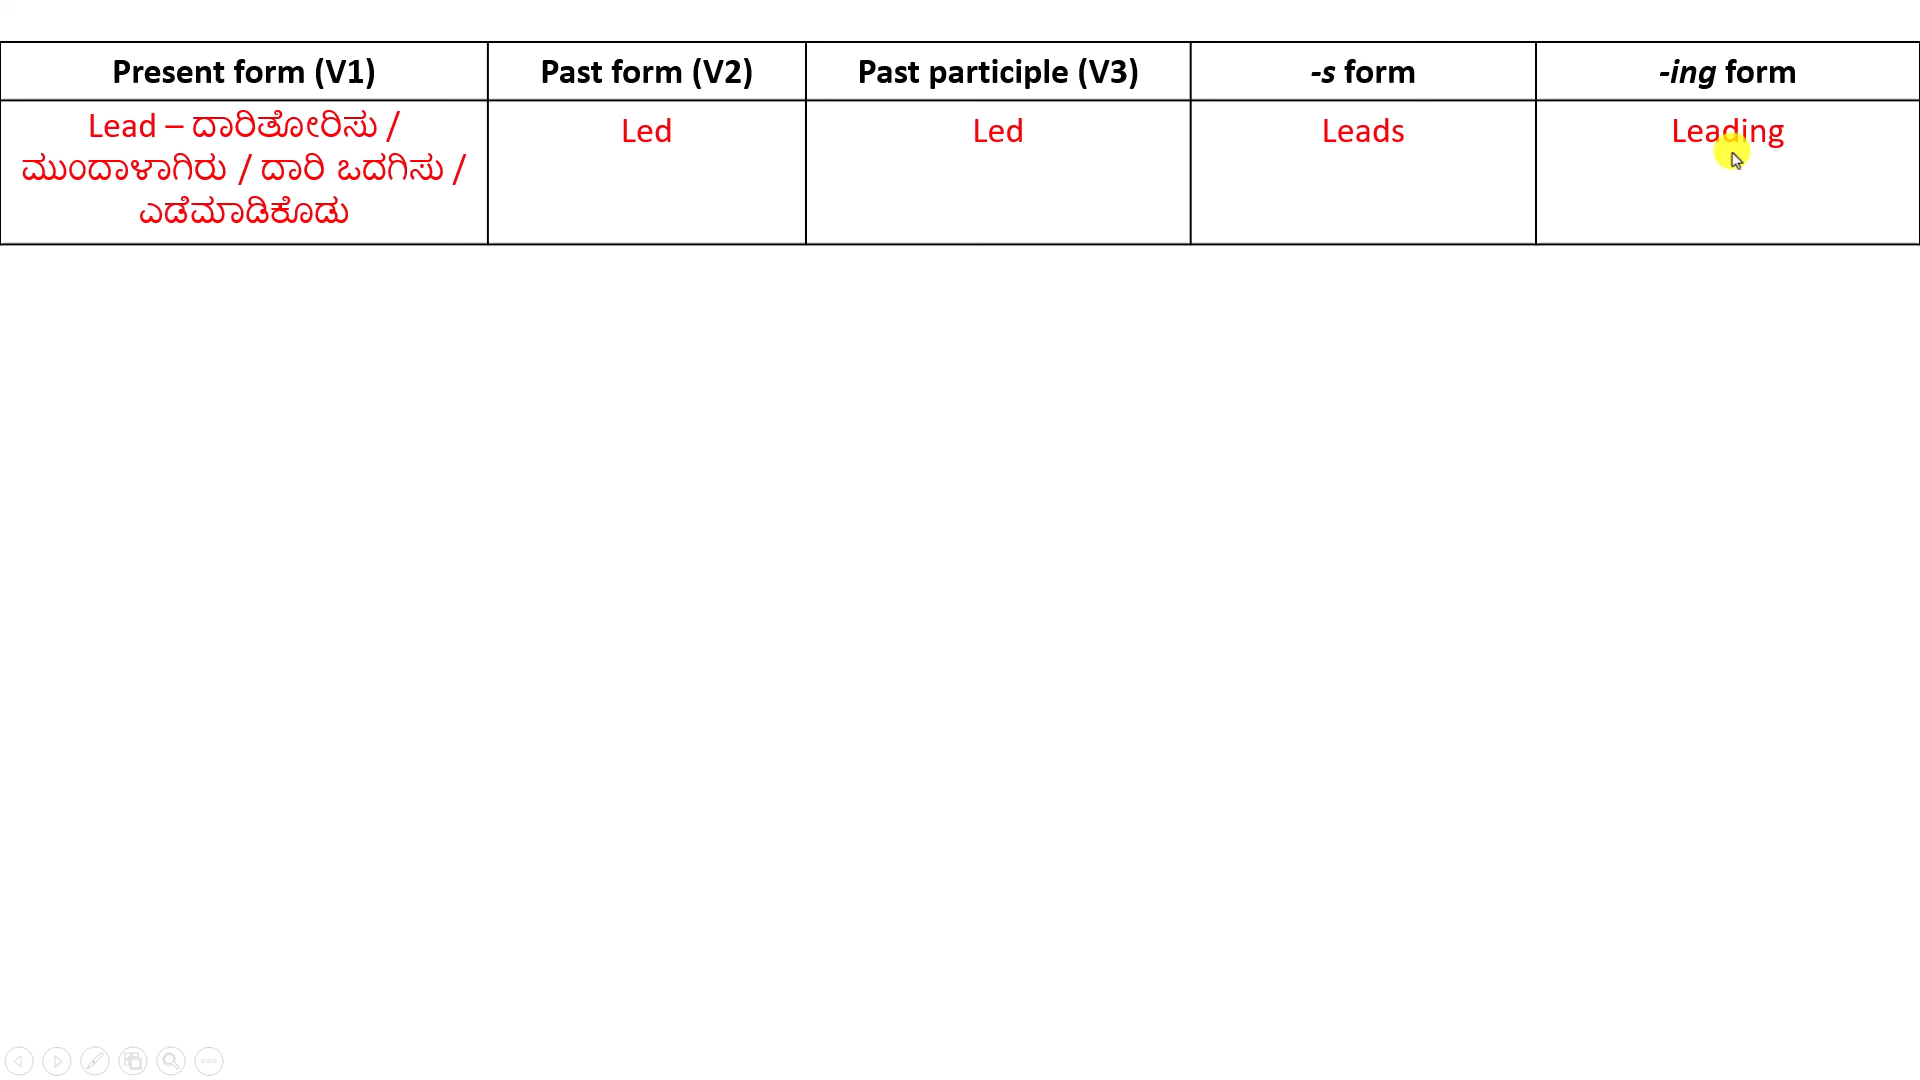 Present form (V1) Past form (V2) Past participle (V3) -s form -ing form
Lead – ದಾರಿತೋರಿಸು / Led Led Leads Leading
ಮುಂದಾಳಾಗಿರು / ದಾರಿ ಒದಗಿಸು /
ಎಡೆಮಾಡಿಕೊಡು